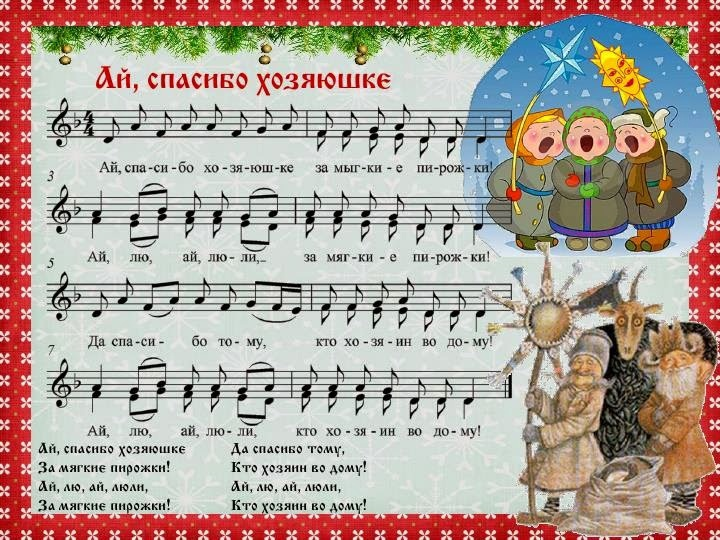 Ай, спасибо хозяюшке
4
4
Ай, спа-си-бо хо-зя-юш-ке за мыг-ки-е пи-рож-ки!
3
Ай, лю, ай, лю-ли, за мяг-ки-е пи-рож-ки!
5
Да спа-си- бо то-му, кто хо-зя-ин во до-му!
7
Ай, лю, ай, лю-ли, кто хо-зя-ин во до-му!
Ай, спасибо хозяюшке
За мягкие пирожки!
Ай, лю, ай, люли,
За мягкие пирожки!
Да спасибо тому,
Кто хозяин во дому!
Ай, лю, ай, люли,
Кто хозяин во дому!